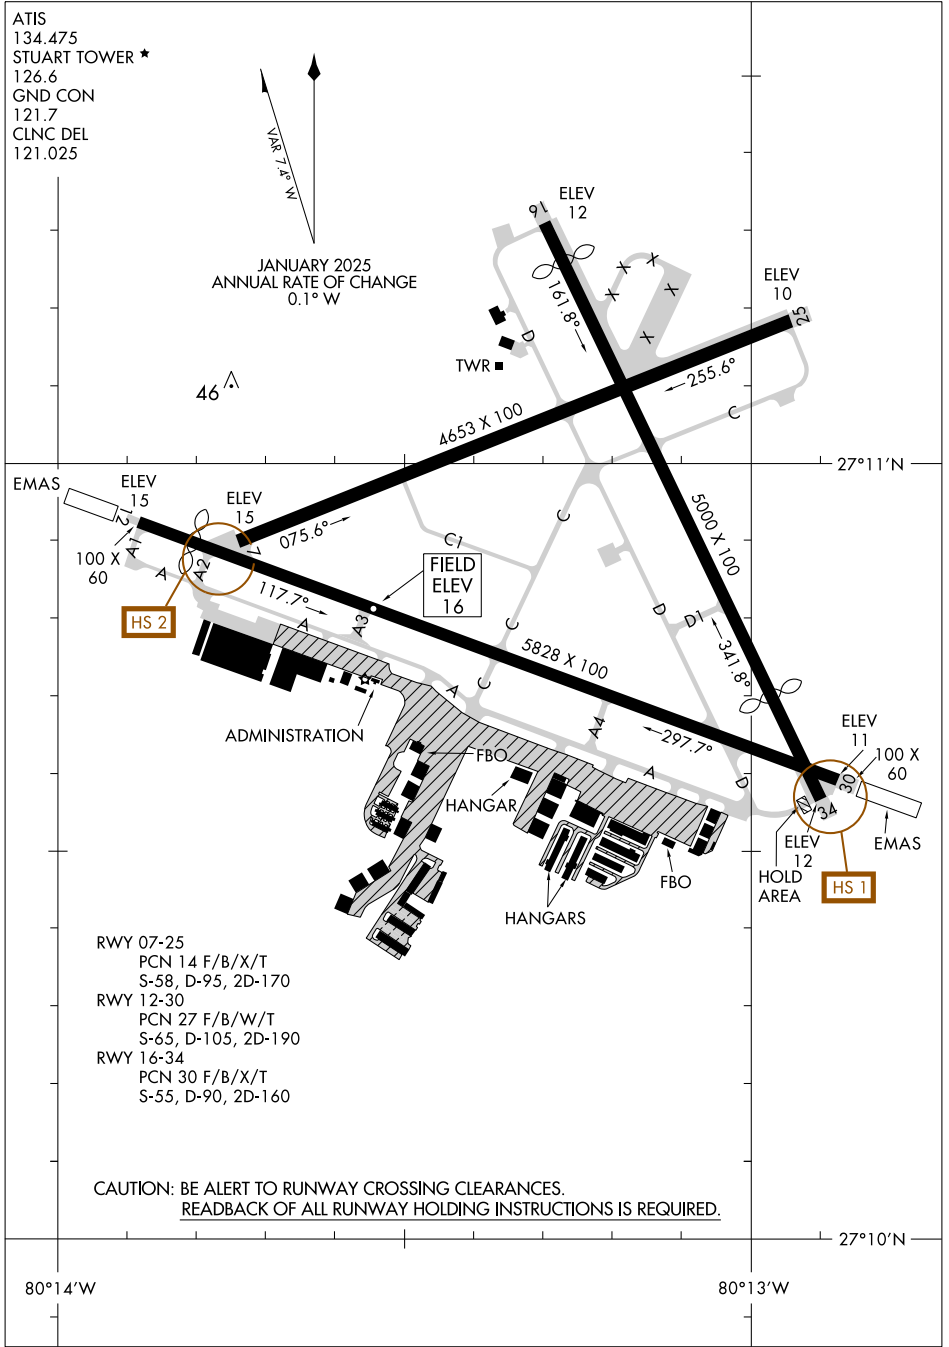 ATIS
134.475
STUART TOWER ★
126.6
GND CON
121.7
CLNC DEL
121.025
VAR 7.4° W
JANUARY 2025
ANNUAL RATE OF CHANGE
0.1° W
16
ELEV
12
161.8°
X
X
X
X
X
ELEV
10
25
D
TWR
255.6°
46
4653 X 100
C
27°11'N
EMAS
ELEV
15
12
ELEV
15
7
075.6°
5000 X 100
C
C1
A1
100 X
60
A
A2
117.7°
FIELD
ELEV
16
HS 2
A
A3
C
D
D1
341.8°
5828 X 100
A
C
A4
297.7°
ADMINISTRATION
FBO
HANGAR
A
D
ELEV
11
100 X
60
30
34
ELEV
12
EMAS
HOLD
AREA
HS 1
FBO
HANGARS
RWY 07-25
PCN 14 F/B/X/T
S-58, D-95, 2D-170
RWY 12-30
PCN 27 F/B/W/T
S-65, D-105, 2D-190
RWY 16-34
PCN 30 F/B/X/T
S-55, D-90, 2D-160
CAUTION: BE ALERT TO RUNWAY CROSSING CLEARANCES.
READBACK OF ALL RUNWAY HOLDING INSTRUCTIONS IS REQUIRED.
27°10'N
80°14'W
80°13'W